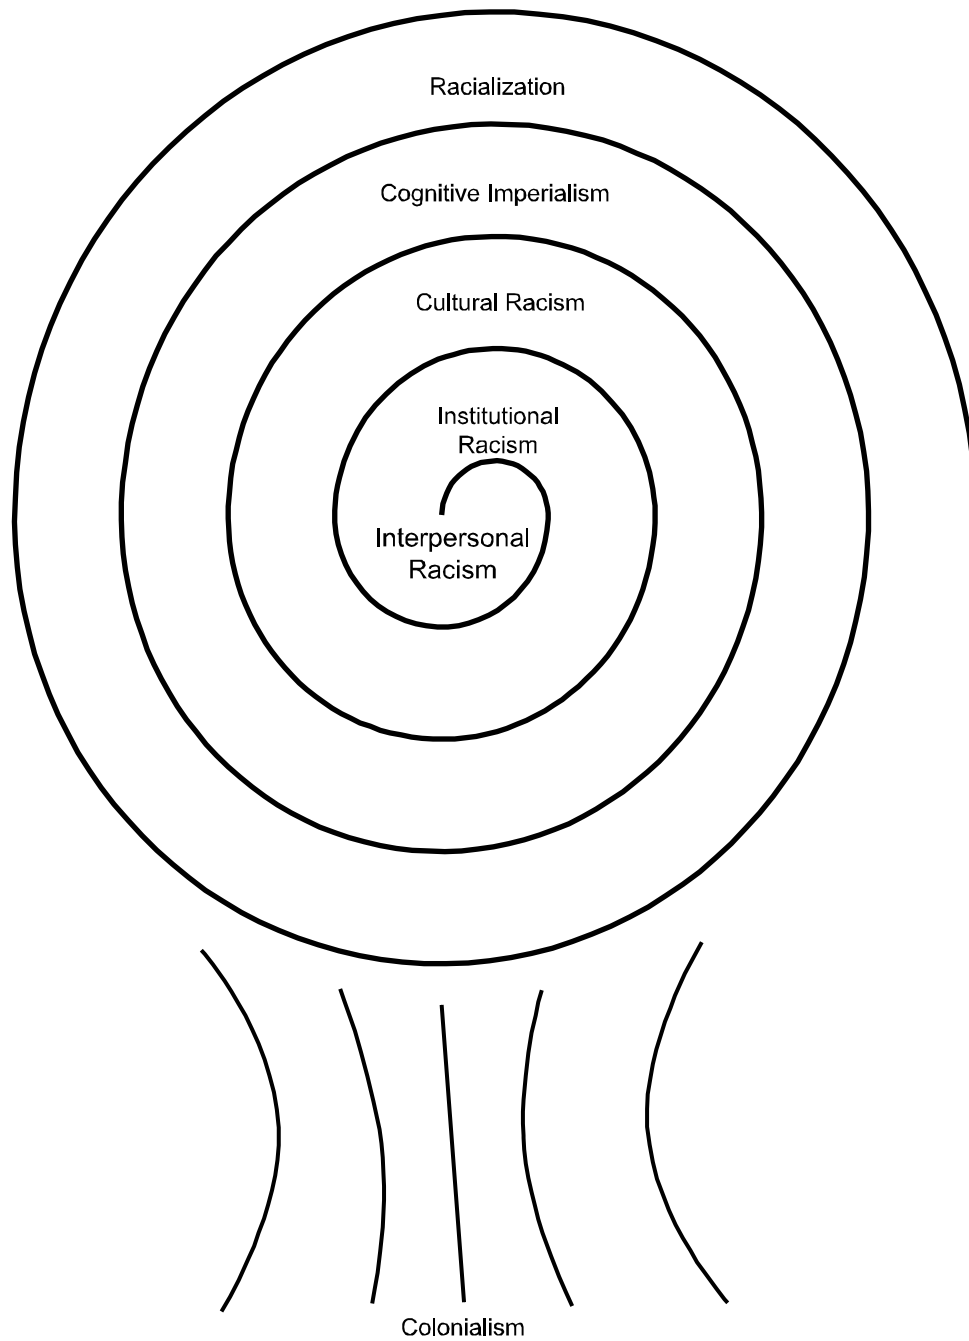 Racialization
Cognitive Imperialism
Cultural Racism
Institutional
Racism
Interpersonal
Racism
Colonialism